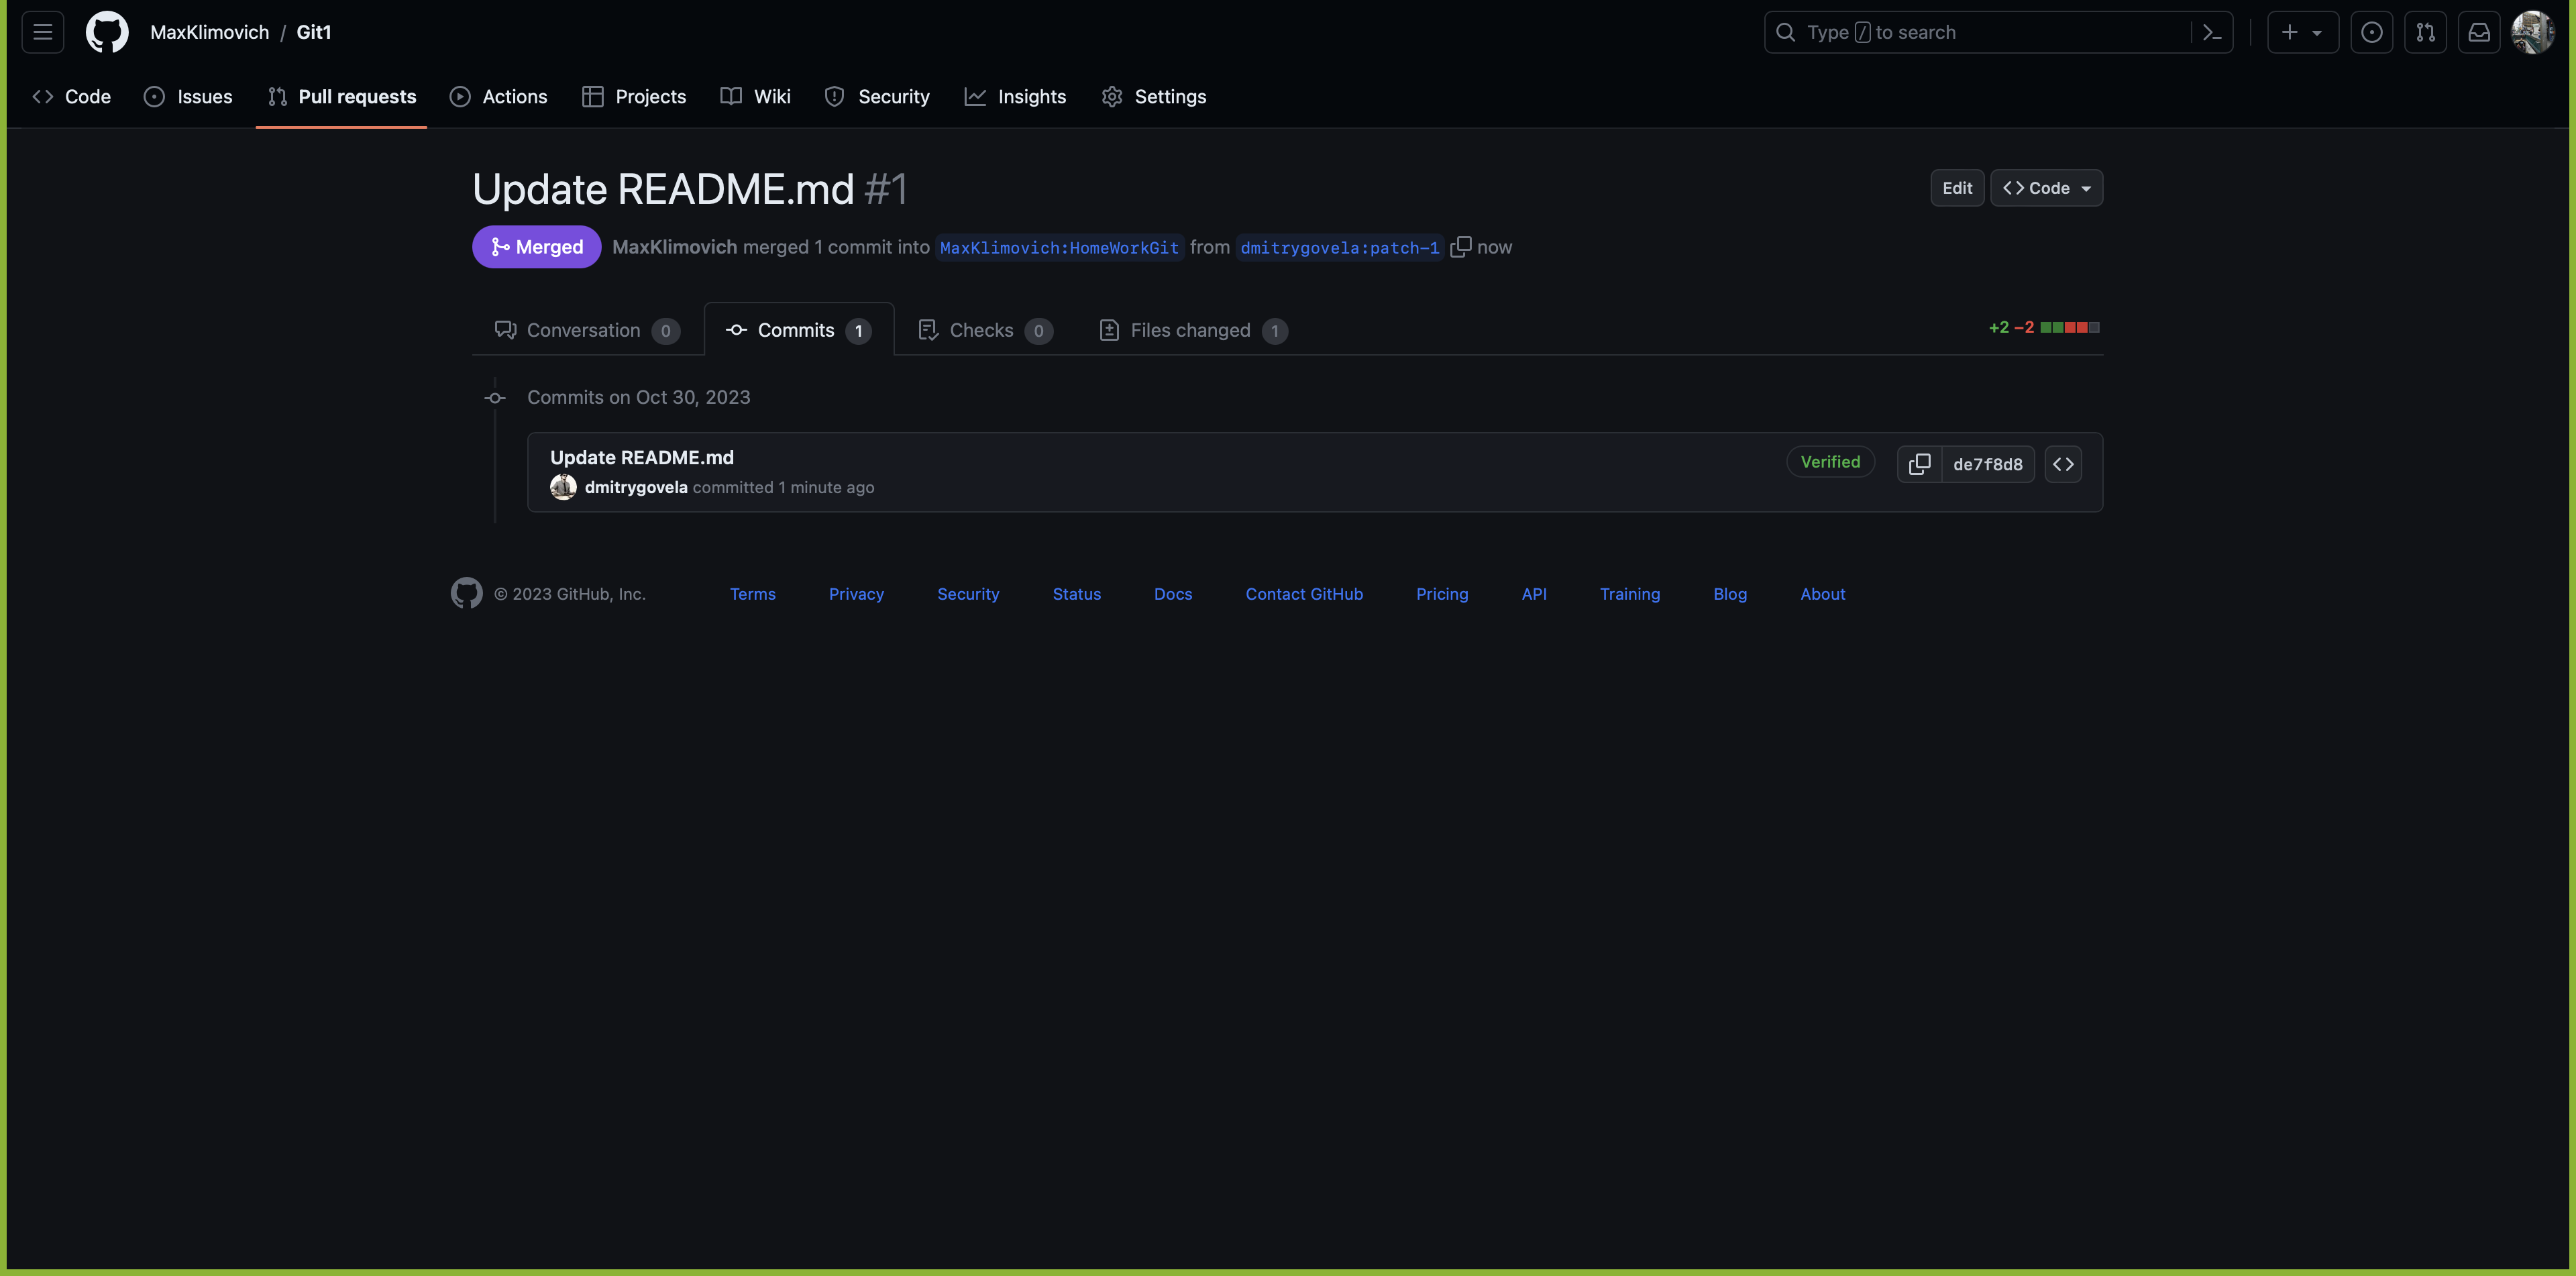 MaxKlimovich / Git1
Type / to search
Code Issues Pull requests Actions Projects Wiki Security Insights Settings
Update README.md #1
Edit Code
Merged MaxKlimovich merged 1 commit into MaxKlimovich:HomeWorkGit from dmitrygovela:patch-1 now
Conversation 0 Commits 1 Checks 0 Files changed 1 +2 −2
Commits on Oct 30, 2023
Update README.md
Verified de7f8d8
dmitrygovela committed 1 minute ago
© 2023 GitHub, Inc. Terms Privacy Security Status Docs Contact GitHub Pricing API Training Blog About